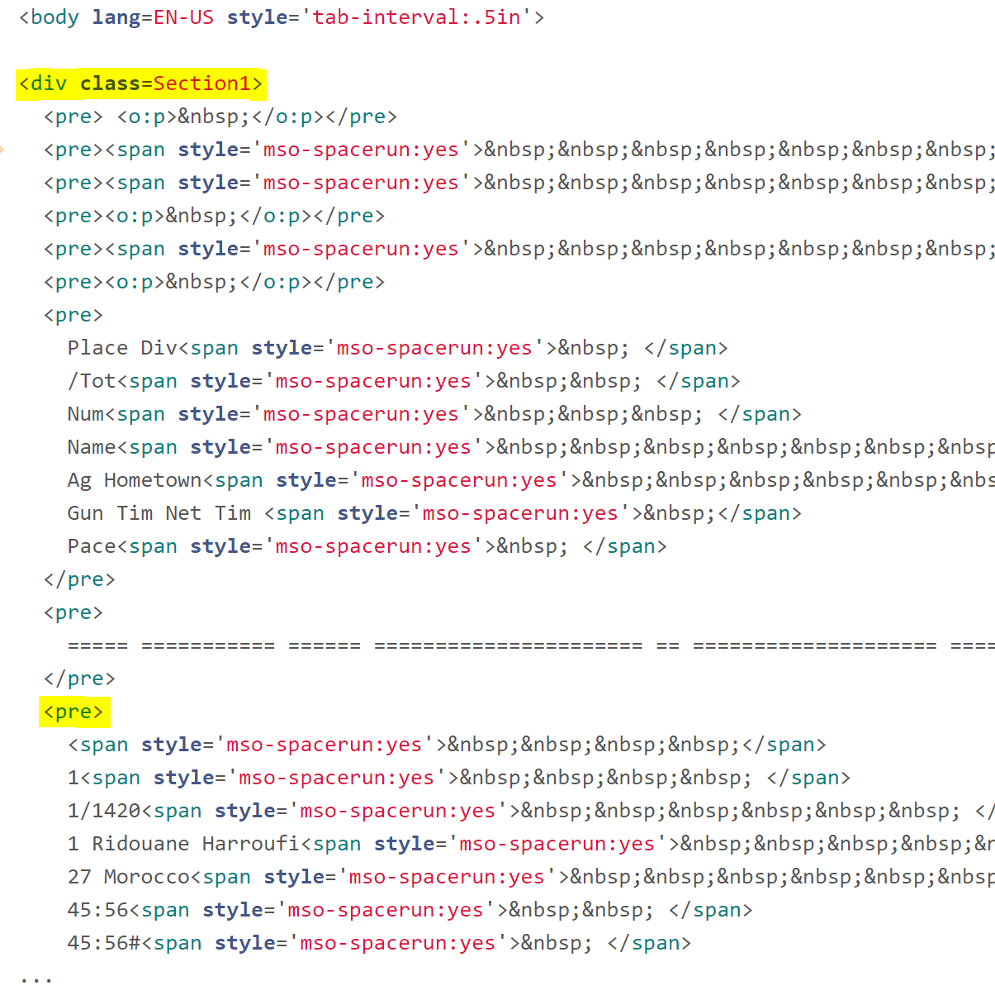 <body lang=EN-US style='tab-interval:.5in'>
<div class=Section1>
<pre> <o:p>&nbsp;</o:p></pre>
<pre><span style='mso-spacerun:yes'>&nbsp;&nbsp;&nbsp;&nbsp;&nbsp;&nbsp;&nbsp;
<pre><span style='mso-spacerun:yes'>&nbsp;&nbsp;&nbsp;&nbsp;&nbsp;&nbsp;&nbsp;
<pre><o:p>&nbsp;</o:p></pre>
<pre><span style='mso-spacerun:yes'>&nbsp;&nbsp;&nbsp;&nbsp;&nbsp;&nbsp;&nbsp;
<pre><o:p>&nbsp;</o:p></pre>
<pre>
Place Div<span style='mso-spacerun:yes'>&nbsp; </span>
/Tot<span style='mso-spacerun:yes'>&nbsp;&nbsp; </span>
Num<span style='mso-spacerun:yes'>&nbsp;&nbsp;&nbsp; </span>
Name<span style='mso-spacerun:yes'>&nbsp;&nbsp;&nbsp;&nbsp;&nbsp;&nbsp;&nbsp
Ag Hometown<span style='mso-spacerun:yes'>&nbsp;&nbsp;&nbsp;&nbsp;&nbsp;&nbs
Gun Tim Net Tim <span style='mso-spacerun:yes'>&nbsp;</span>
Pace<span style='mso-spacerun:yes'>&nbsp; </span>
</pre>
<pre>
===== =========== ====== ====================== == ==================== ====
</pre>
<pre>
<span style='mso-spacerun:yes'>&nbsp;&nbsp;&nbsp;&nbsp;</span>
1<span style='mso-spacerun:yes'>&nbsp;&nbsp;&nbsp;&nbsp; </span>
1/1420<span style='mso-spacerun:yes'>&nbsp;&nbsp;&nbsp;&nbsp;&nbsp;&nbsp; </
1 Ridouane Harroufi<span style='mso-spacerun:yes'>&nbsp;&nbsp;&nbsp;&nbsp;&n
27 Morocco<span style='mso-spacerun:yes'>&nbsp;&nbsp;&nbsp;&nbsp;&nbsp;&nbsp
45:56<span style='mso-spacerun:yes'>&nbsp;&nbsp; </span>
45:56#<span style='mso-spacerun:yes'>&nbsp; </span>
...